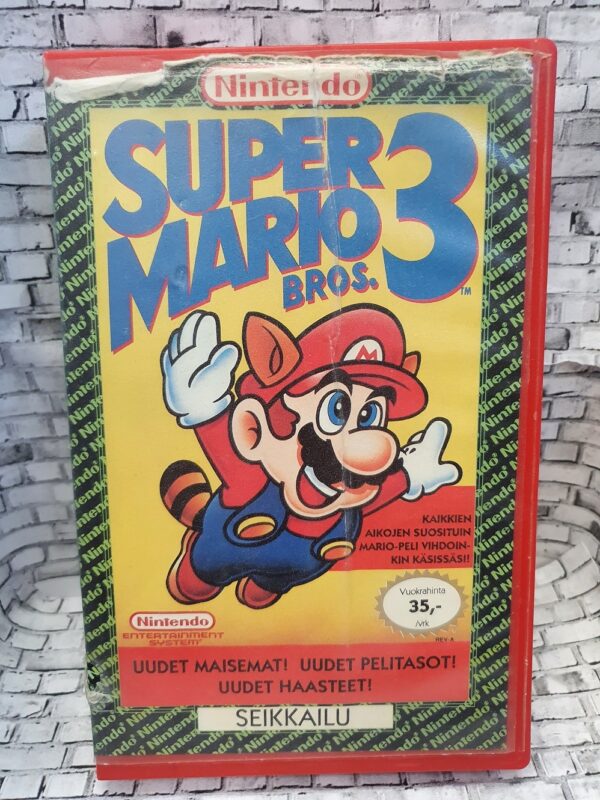 Nintendo
SUPER
MARIO
BROS. 3
TM
M
KAIKKIEN
AIKOJEN SUOSITUIN
MARIO-PELI VIHDOIN-
KIN KÄSISSÄSI!
Vuokrahinta
35,-
/vrk
Nintendo
ENTERTAINMENT
SYSTEM
REV-A
UUDET MAISEMAT! UUDET PELITASOT!
UUDET HAASTEET!
SEIKKAILU